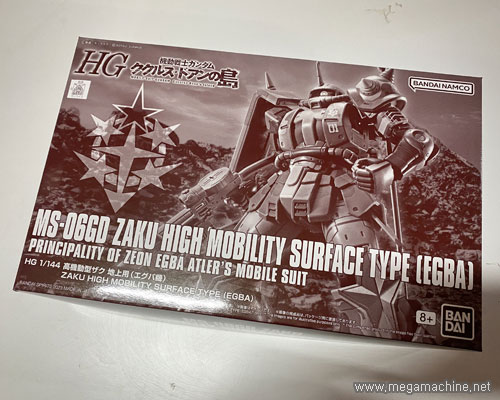 HG
機動戦士ガンダム
ククルス・ドアンの島
BANDAI NAMCO
MS-06GD ZAKU HIGH MOBILITY SURFACE TYPE (EGBA)
PRINCIPALITY OF ZEON EGBA ATLER'S MOBILE SUIT
HG 1/144 高機動型ザク 地上用(エグバ機)
ZAKU HIGH MOBILITY SURFACE TYPE (EGBA)
BANDAI SPIRITS
8+
BAN
DAI
www.megamachine.net